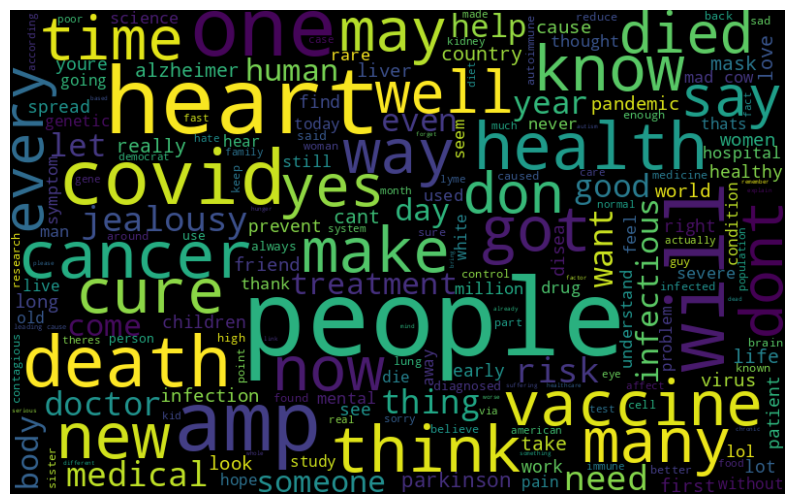 poor
science
made
reduce
back
sad
time
one
may
help
cause
died
according
case
kidney
autoimmune
youre
going
rare
thought
country
mask
love
alzheimer
human
liver
know
mad cow
spread
heart
well
year
pandemic
say
genetic
fast
find
diet
fact
every
today
even
never
enough
thats
let
really
hear
hate
said
woman
forget
seem
much
autism
women
hospital
democrat
family
still
way
health
medicine
healthy
symptom
gene
keep
lyme
caused
care
covid
yes
month
used
don
good
world
remember
jealousy
day
hunger
normal
condition
man
around
prevent
cant
system
got
right
explain
use
always
sure
white
want
feel
actually
research
cancer
make
diseas
guy
friend
infectious
severe
will
dont
live
cure
thank
million
control
drug
understand
infected
population
long
treatment
people
factor
problem
old
come
children
already
part
brain
leading cause
theres
person
high
now
lung
mind
early
risk
life
contagious
death
point
die
away
eye
affect
known
infection
mental
diagnosed
suffering
healthcare
virus
doctor
found
see
thing
via
vaccine
patient
body
serious
kid
real
sorry
believe
american
test
cell
new
amp
think
many
lol
sister
look
study
take
chronic
different
whole
work
immune
better
food
lot
medical
hope
someone
parkinson
pain
need
first
without
something
based
please
deed
worse